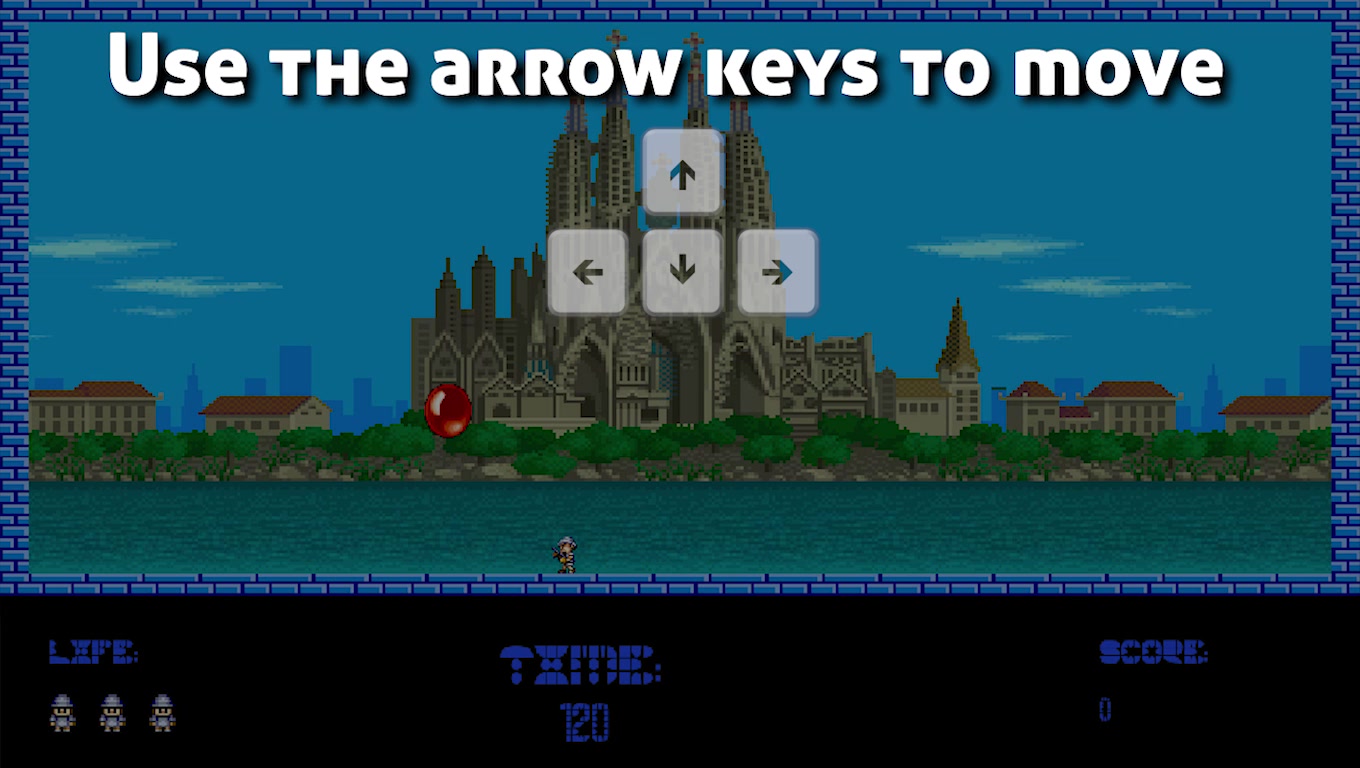 Use the arrow keys to move
↑
← ↓ →
LIFE: TIME: SCORE:
120 0